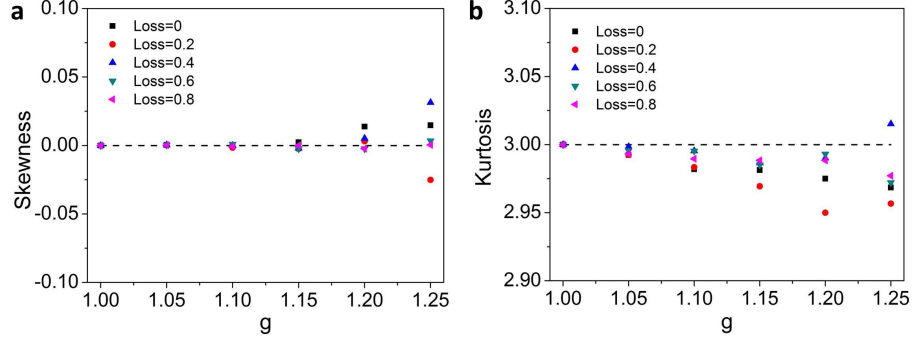 a
0.10
0.05
0.00
-0.05
-0.10
Skewness
Loss=0
Loss=0.2
Loss=0.4
Loss=0.6
Loss=0.8
1.00 1.05 1.10 1.15 1.20 1.25
g
b
3.10
3.05
3.00
2.95
2.90
Kurtosis
Loss=0
Loss=0.2
Loss=0.4
Loss=0.6
Loss=0.8
1.00 1.05 1.10 1.15 1.20 1.25
g